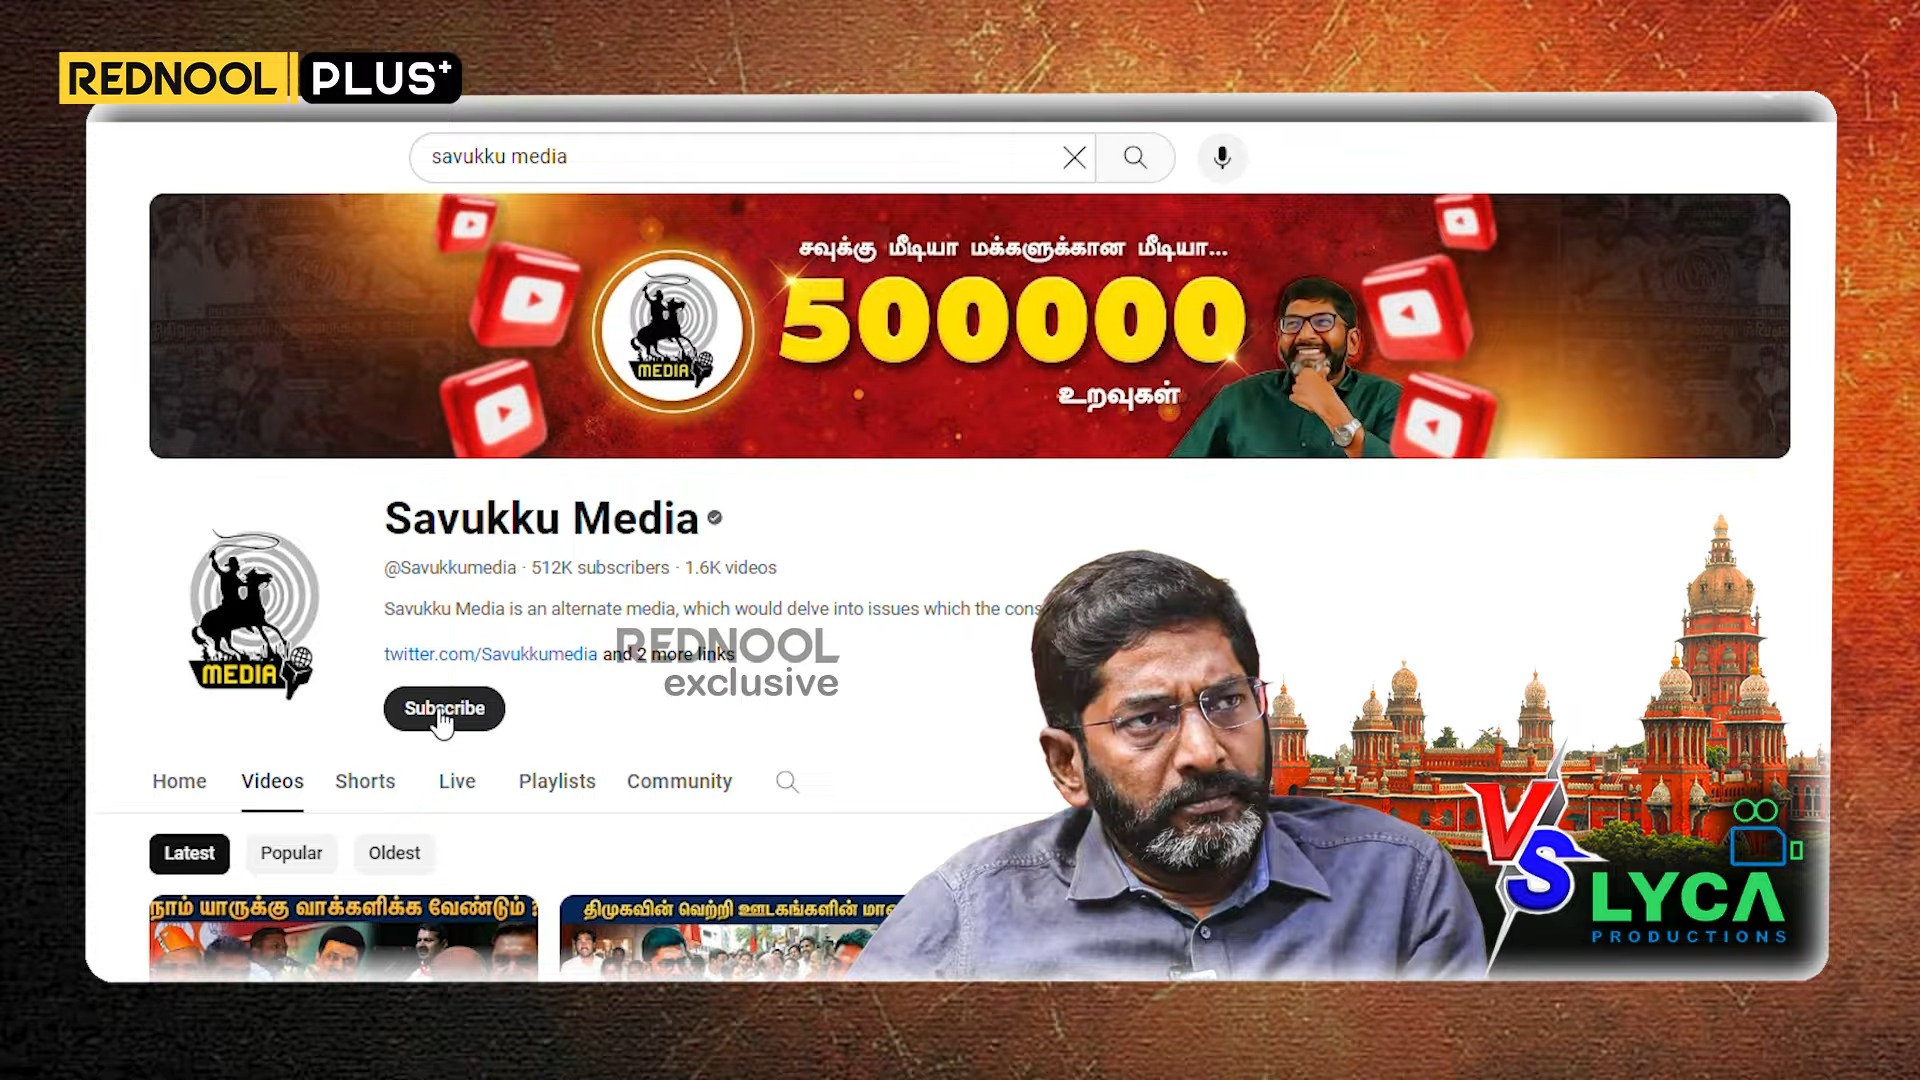 REDNOOL PLUS+
savukku media
சவுக்கு மீடியா மக்களுக்கான மீடியா...
500000
உறவுகள்
MEDIA
Savukku Media
@Savukkumedia · 512K subscribers · 1.6K videos
Savukku Media is an alternate media, which would delve into issues which the cons
twitter.com/Savukkumedia and 2 more links
REDNOOL
exclusive
MEDIA
Subscribe
Home Videos Shorts Live Playlists Community
Latest Popular Oldest
நாம் யாருக்கு வாக்களிக்க வேண்டும் ?
திமுகவின் வெற்றி ஊடகங்களின்
VS
LYCA
PRODUCTIONS